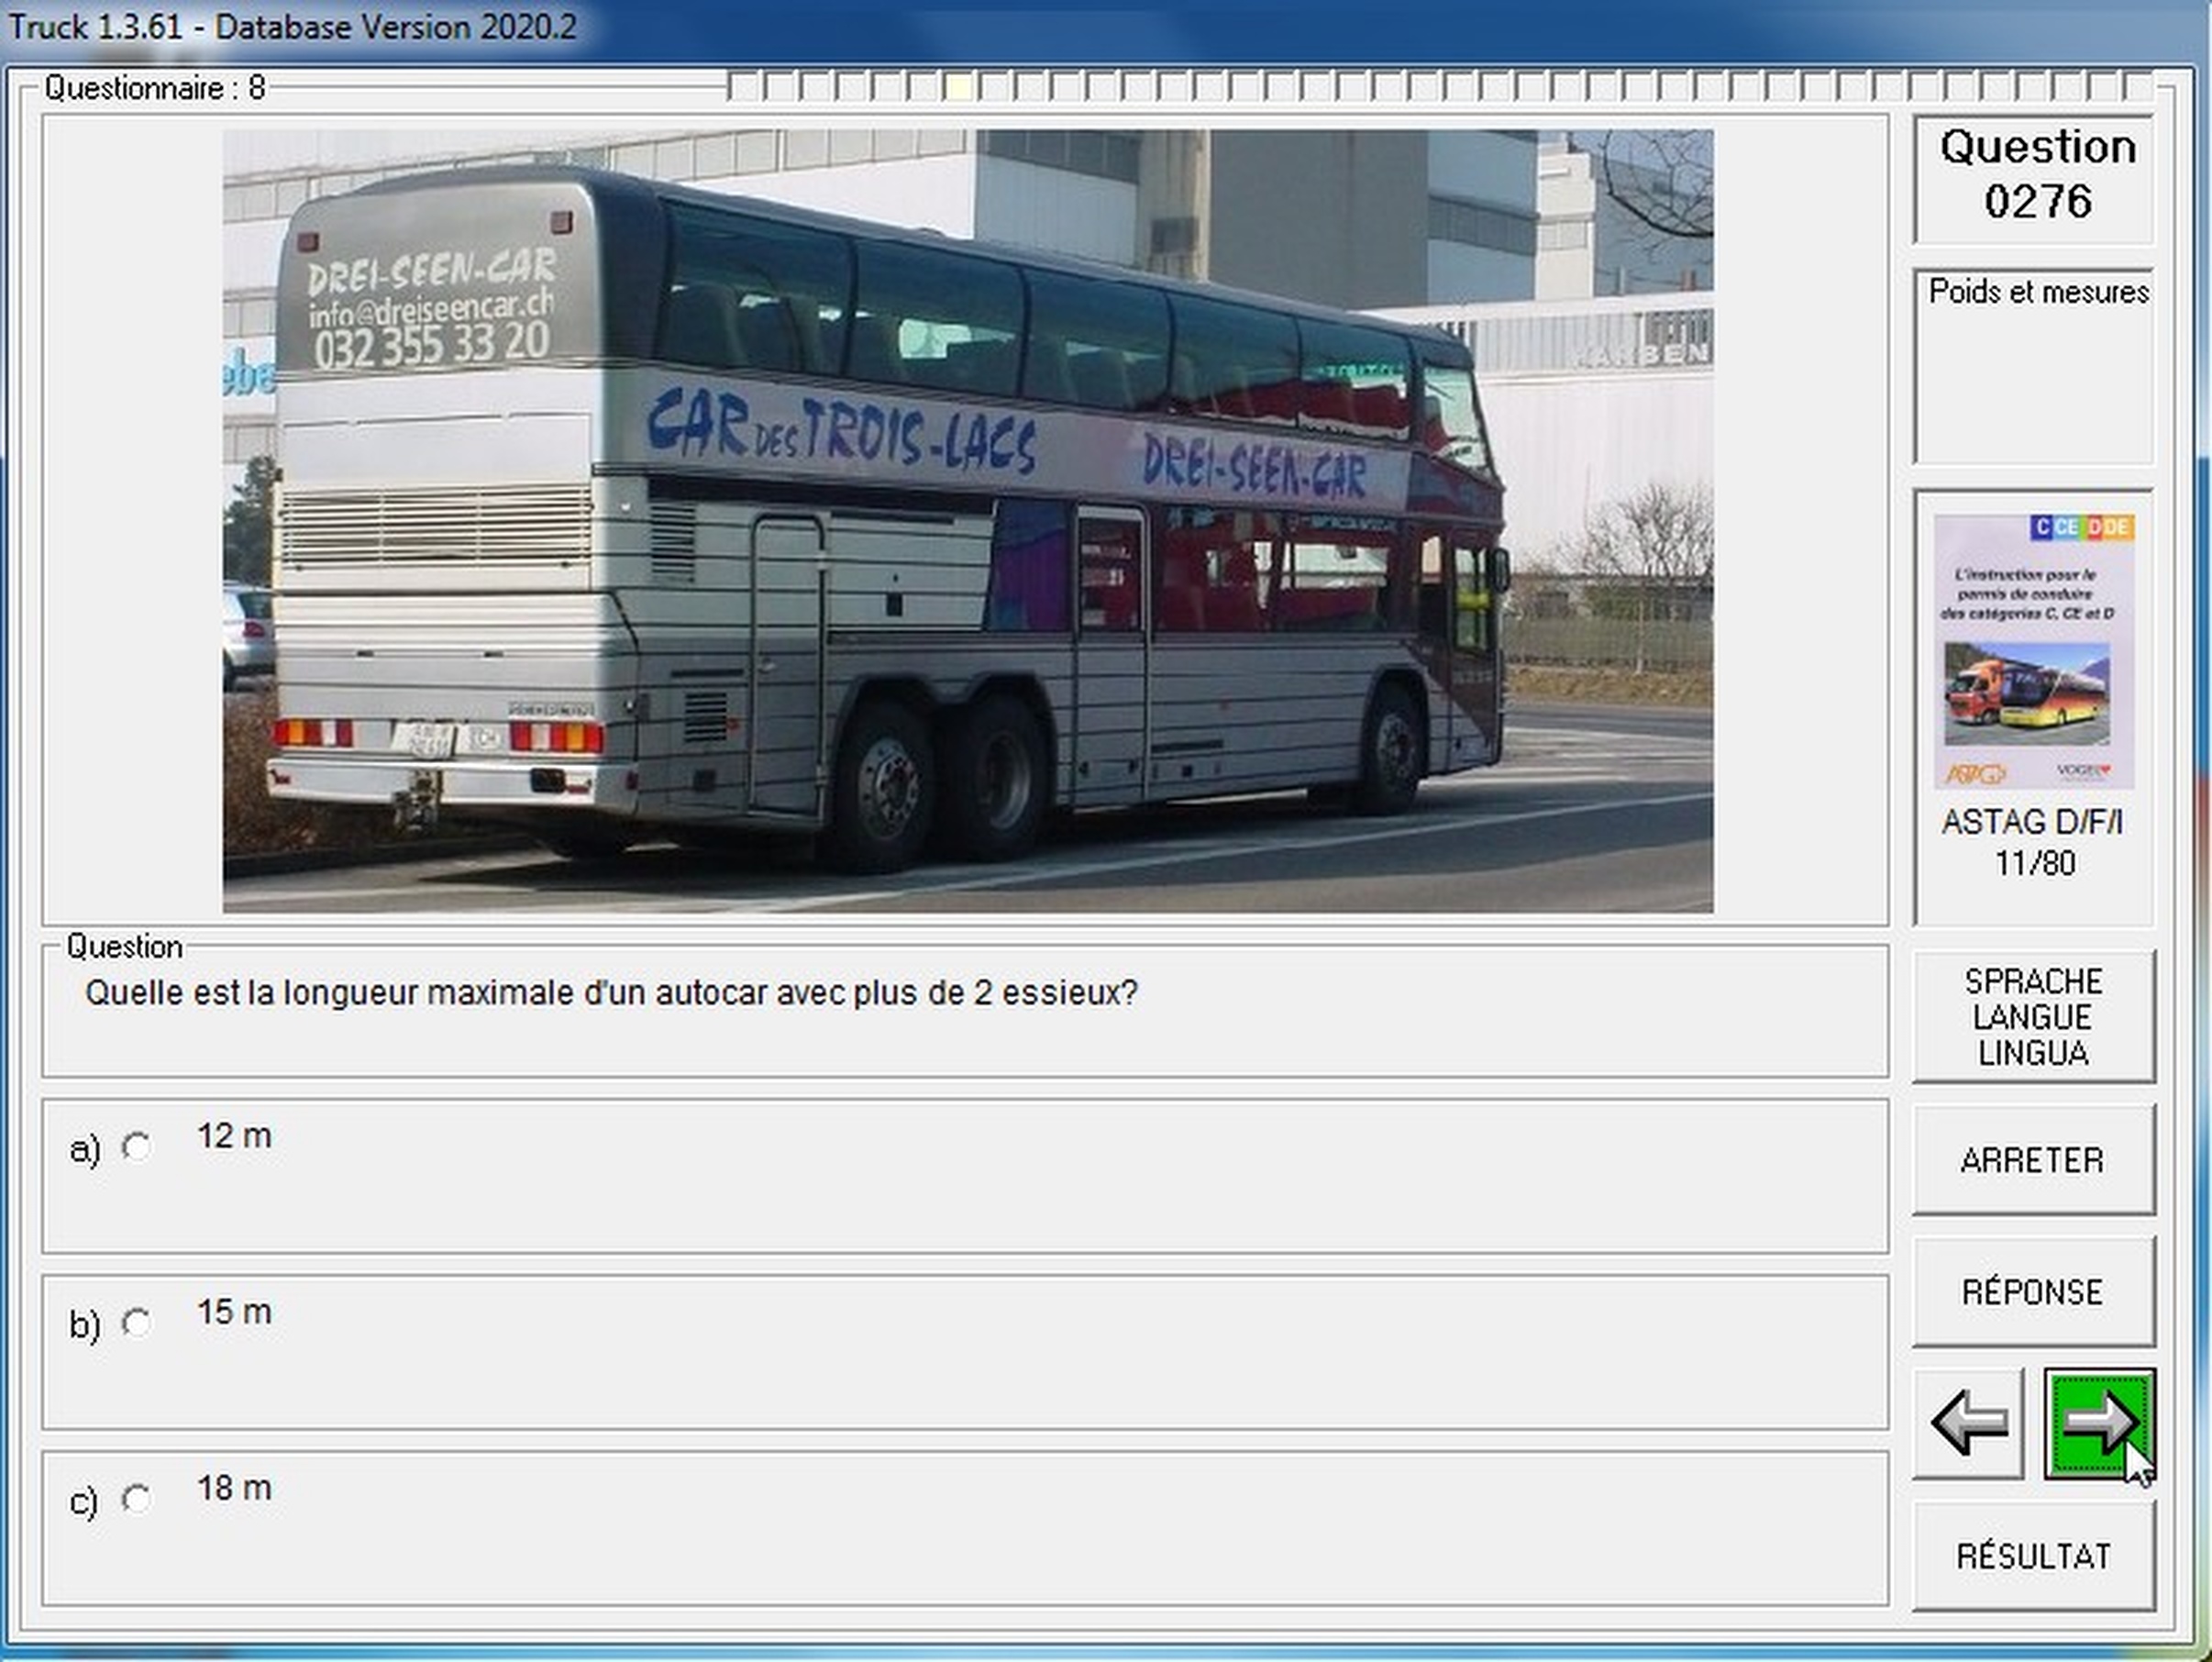 Truck 1.3.61 - Database Version 2020.2
Questionnaire : 8
DREI-SEEN-CAR
info@dreiseencar.ch
032 355 33 20
CAR DES TROIS-LACS
DREI-SEEN-CAR
CH
Question
0276
Poids et mesures
C CE D DE
L'instruction pour le
permis de conduire
des catégories C, CE et D
ASTAG
VOGEL
ASTAG D/F/I
11/80
Question
Quelle est la longueur maximale d'un autocar avec plus de 2 essieux?
a) 12 m
b) 15 m
c) 18 m
SPRACHE
LANGUE
LINGUA
ARRETER
RÉPONSE
RÉSULTAT